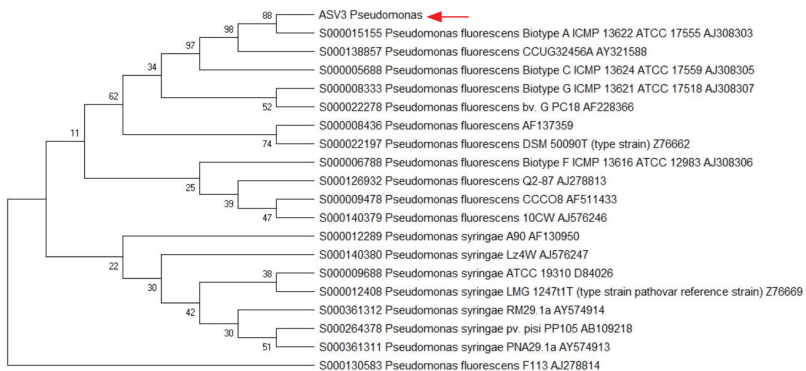 88
ASV3 Pseudomonas
98
S000015155 Pseudomonas fluorescens Biotype A ICMP 13622 ATCC 17555 AJ308303
97
S000138857 Pseudomonas fluorescens CCUG32456A AY321588
34
S000005688 Pseudomonas fluorescens Biotype C ICMP 13624 ATCC 17559 AJ308305
S000008333 Pseudomonas fluorescens Biotype G ICMP 13621 ATCC 17518 AJ308307
62
52
S000022278 Pseudomonas fluorescens bv. G PC18 AF228366
S000008436 Pseudomonas fluorescens AF137359
11
74
S000022197 Pseudomonas fluorescens DSM 50090T (type strain) Z76662
S000006788 Pseudomonas fluorescens Biotype F ICMP 13616 ATCC 12983 AJ308306
25
S000126932 Pseudomonas fluorescens Q2-87 AJ278813
39
S000009478 Pseudomonas fluorescens CCCO8 AF511433
47
S000140379 Pseudomonas fluorescens 10CW AJ576246
S000012289 Pseudomonas syringae A90 AF130950
22
S000140380 Pseudomonas syringae Lz4W AJ576247
38
S000009688 Pseudomonas syringae ATCC 19310 D84026
30
S000012408 Pseudomonas syringae LMG 1247t1T (type strain pathovar reference strain) Z76669
42
S000361312 Pseudomonas syringae RM29.1a AY574914
30
S000264378 Pseudomonas syringae pv. pisi PP105 AB109218
51
S000361311 Pseudomonas syringae PNA29.1a AY574913
S000130583 Pseudomonas fluorescens F113 AJ278814